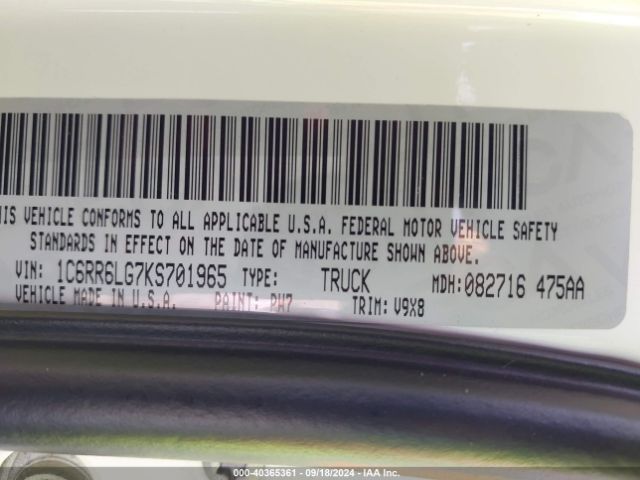 THIS VEHICLE CONFORMS TO ALL APPLICABLE U.S.A. FEDERAL MOTOR VEHICLE SAFETY
STANDARDS IN EFFECT ON THE DATE OF MANUFACTURE SHOWN ABOVE.
VIN: 1C6RR6LG7KS701965 TYPE: TRUCK MDH:082716 475AA
VEHICLE MADE IN U.S.A. PAINT: PW7 TRIM: V9X8
000-40365361 - 09/18/2024 - IAA Inc.